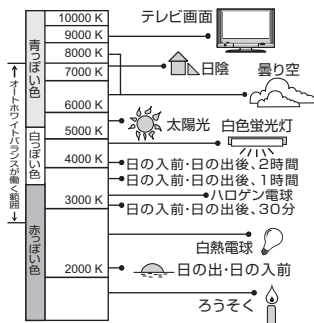 10000 K
9000 K
8000 K
7000 K
6000 K
5000 K
4000 K
3000 K
2000 K
青っぽい色
白っぽい色
赤っぽい色
オートホワイトバランスが働く範囲
テレビ画面
日陰
曇り空
太陽光
白色蛍光灯
日の入前・日の出後、2時間
日の入前・日の出後、1時間
ハロゲン電球
日の入前・日の出後、30分
白熱電球
日の出・日の入前
ろうそく